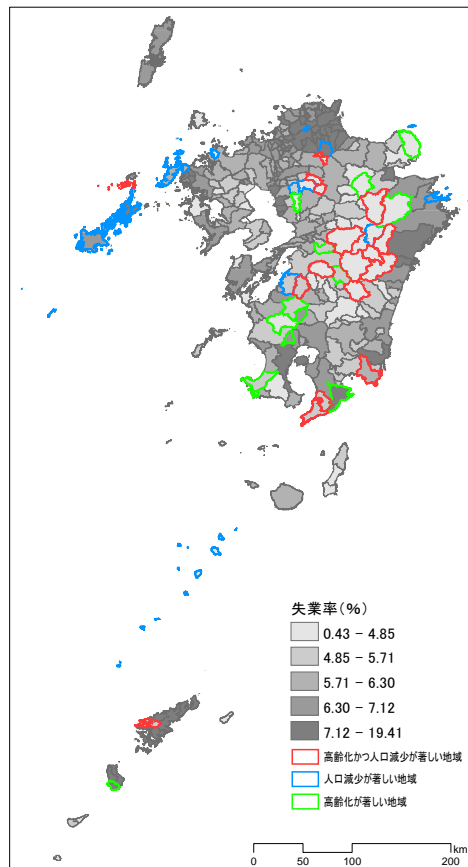 失業率(%)
0.43 － 4.85
4.85 － 5.71
5.71 － 6.30
6.30 － 7.12
7.12 － 19.41
高齢化かつ人口減少が著しい地域
人口減少が著しい地域
高齢化が著しい地域
km
0 50 100 200